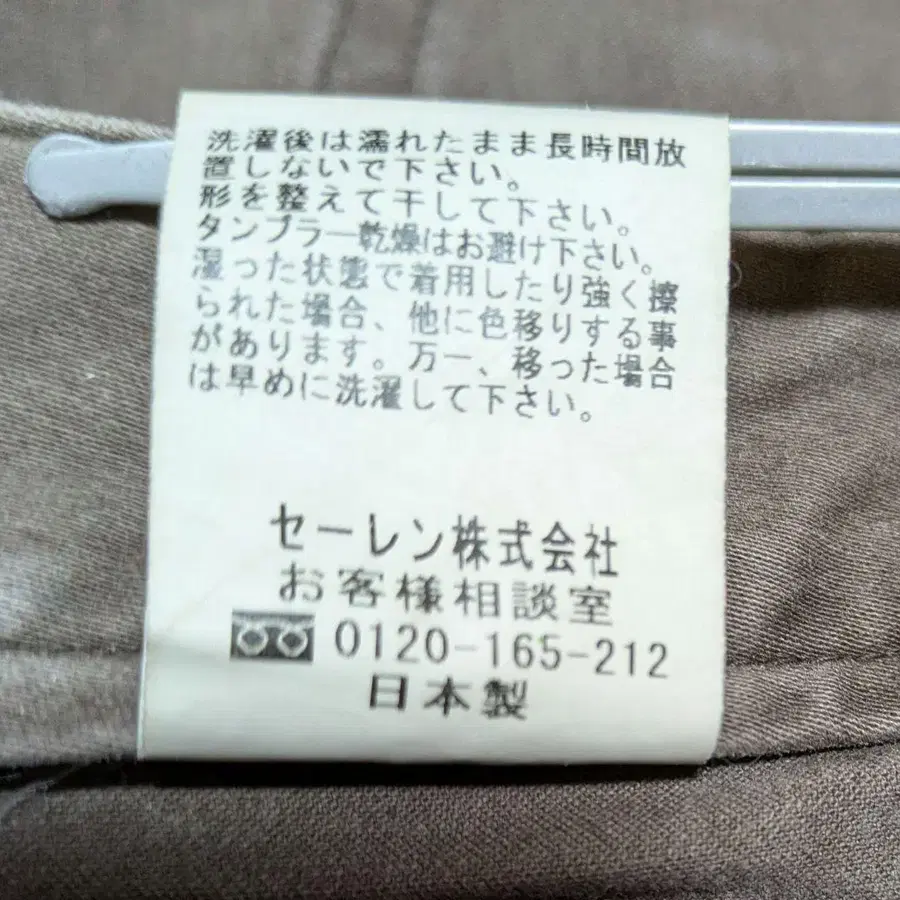 洗濯後は濡れたまま長時間放
置しないで下さい。
形を整えて干して下さい。
タンブラー乾燥はお避け下さい。
湿った状態で着用したり強く擦
られた場合、他に色移りする事
があります。万一、移った場合
は早めに洗濯して下さい。
セーレン株式会社
お客様相談室
0120-165-212
日本製